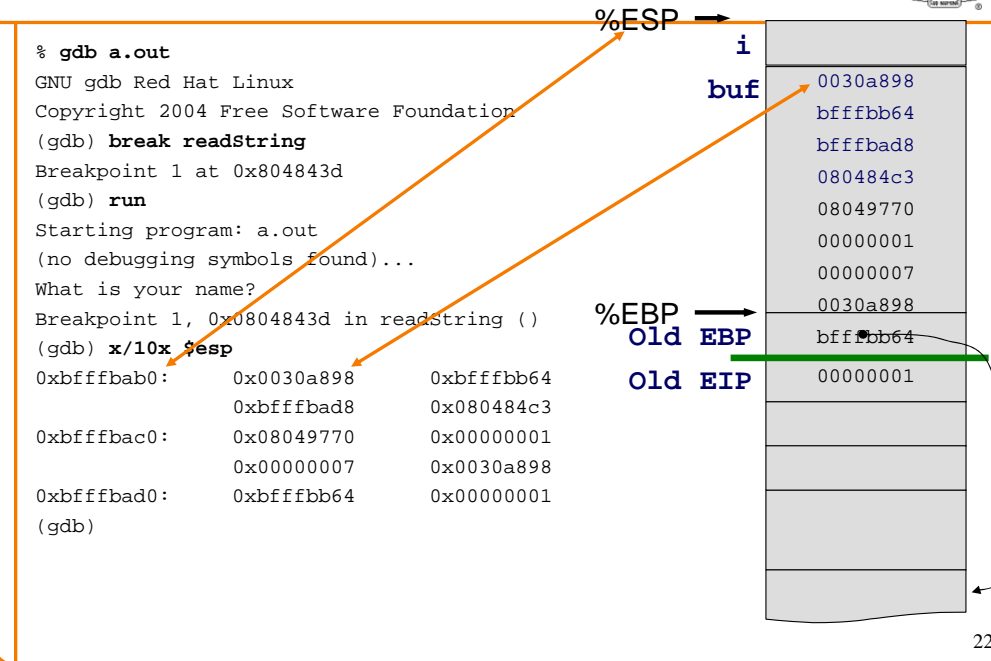 % gdb a.out
GNU gdb Red Hat Linux
Copyright 2004 Free Software Foundation
(gdb) break readString
Breakpoint 1 at 0x804843d
(gdb) run
Starting program: a.out
(no debugging symbols found)...
What is your name?
Breakpoint 1, 0x0804843d in readString ()
(gdb) x/10x $esp
0xbfffbab0: 0x0030a898 0xbfffbb64
0xbfffbad8 0x080484c3
0xbfffbac0: 0x08049770 0x00000001
0x00000007 0x0030a898
0xbfffbad0: 0xbfffbb64 0x00000001
(gdb)
%ESP
i
buf
0030a898
bfffbb64
bfffbad8
080484c3
08049770
00000001
00000007
0030a898
%EBP
Old EBP
bfffbb64
Old EIP
00000001
22